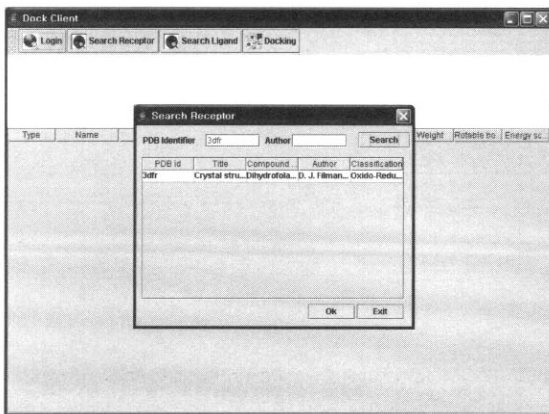 Dock Client
Login Search Receptor Search Ligand Docking
Search Receptor
PDB Identifier 3dfr Author Search
Type Name Weight Rotable bo... Energy sc...
PDB id Title Compound... Author Classification
3dfr Crystal stru... Dihydrofola... D. J. Filman... Oxido-Redu...
Ok Exit